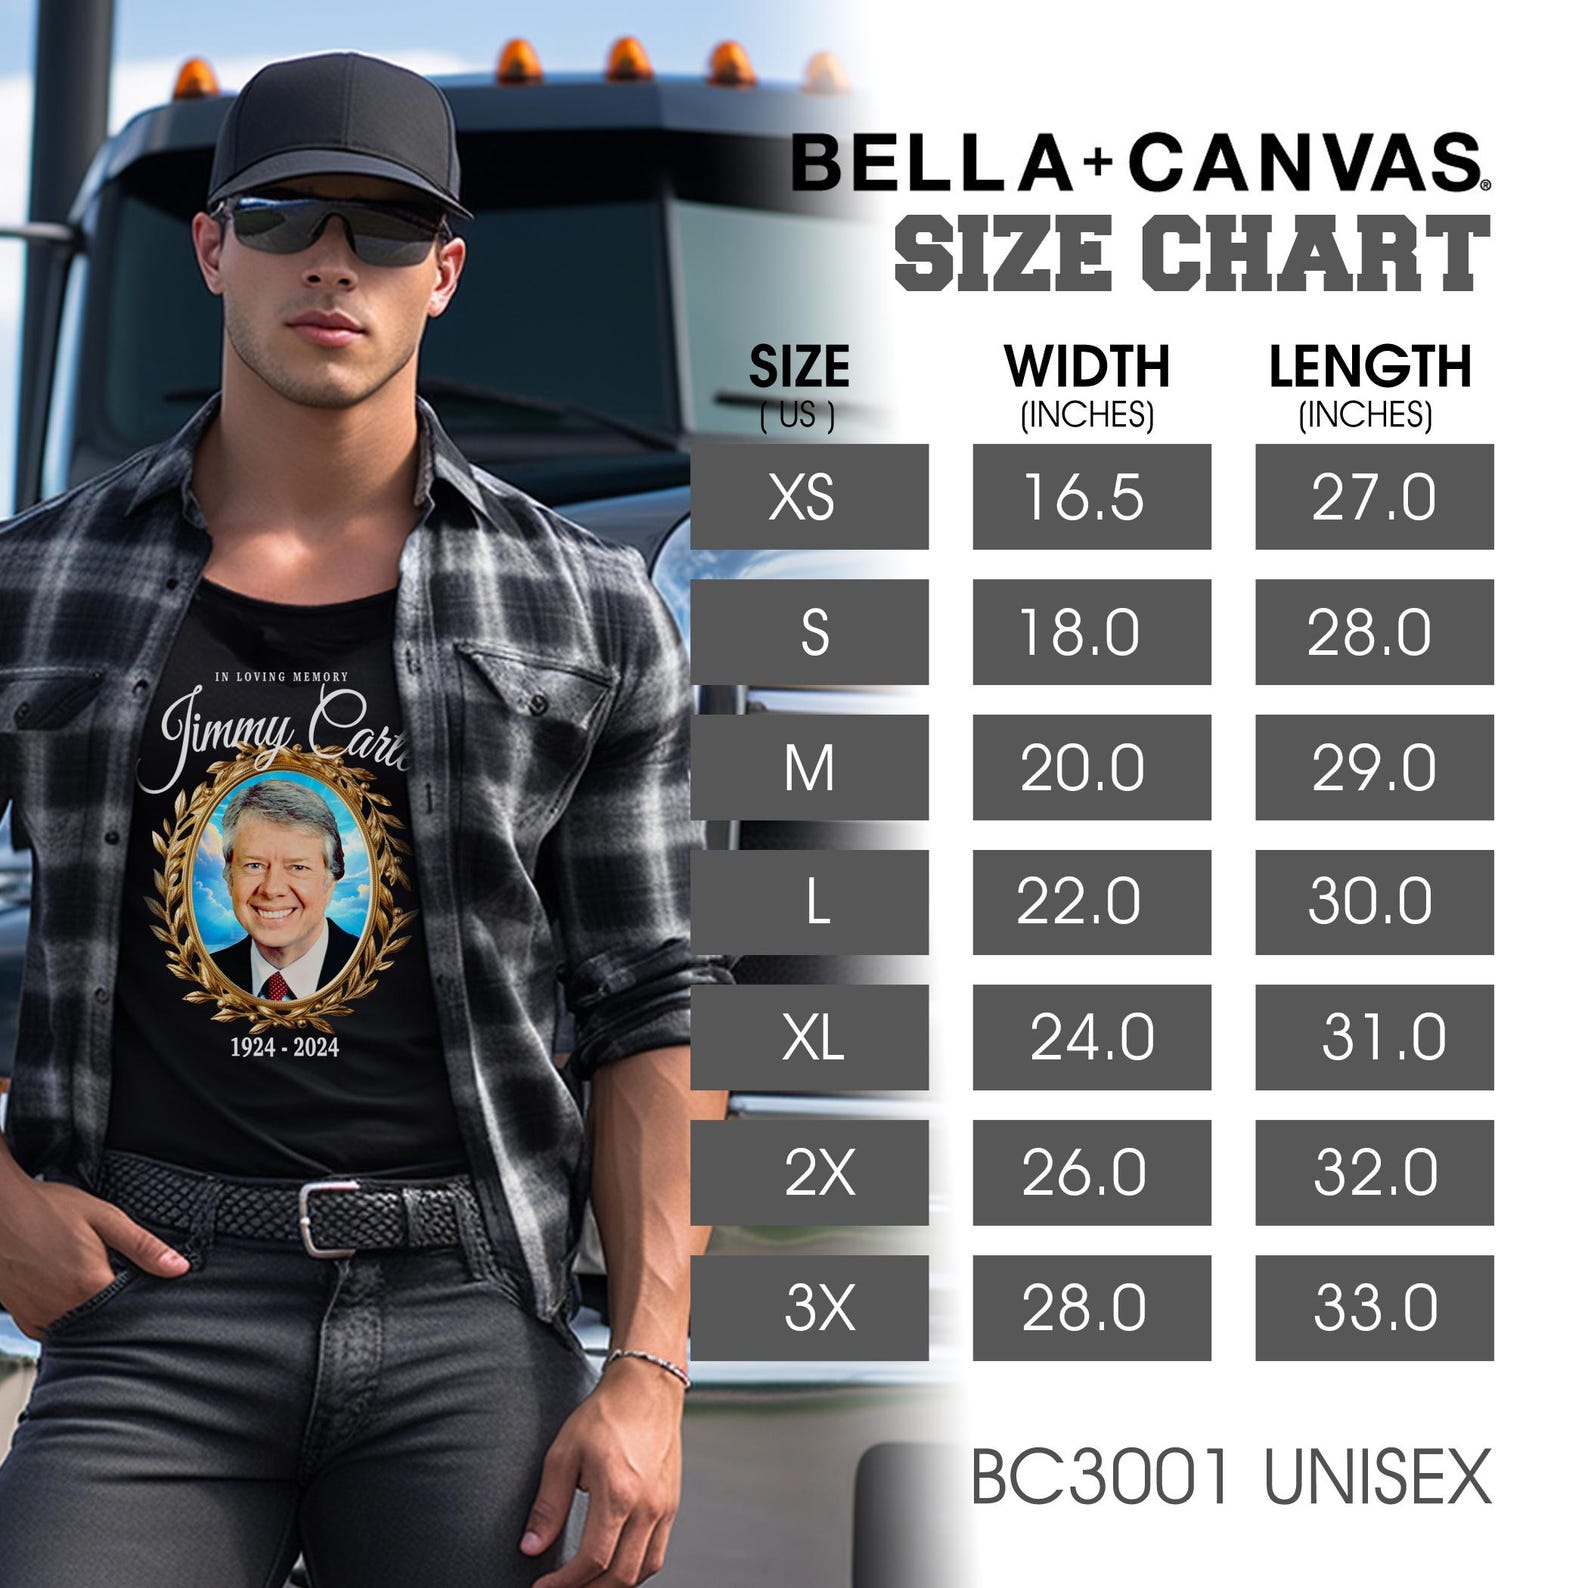 BELLA+CANVAS®
SIZE CHART
SIZE WIDTH LENGTH
( US ) (INCHES) (INCHES)
XS 16.5 27.0
S 18.0 28.0
M 20.0 29.0
L 22.0 30.0
XL 24.0 31.0
2X 26.0 32.0
3X 28.0 33.0
BC3001 UNISEX
IN LOVING MEMORY
Jimmy Carte
1924 - 2024